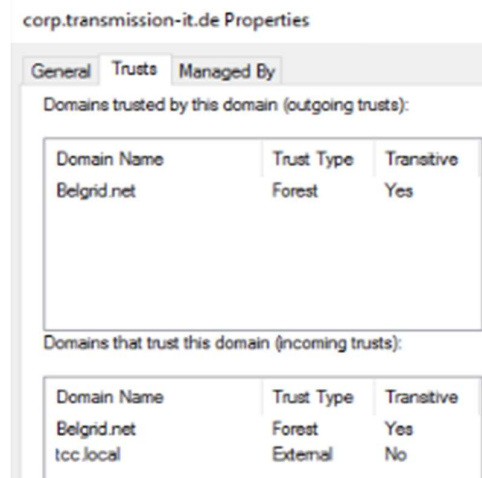 corp.transmission-it.de Properties
General Trusts Managed By
Domains trusted by this domain (outgoing trusts):
Domain Name Trust Type Transitive
Belgrid.net Forest Yes
Domains that trust this domain (incoming trusts):
Domain Name Trust Type Transitive
Belgrid.net Forest Yes
tcc.local External No